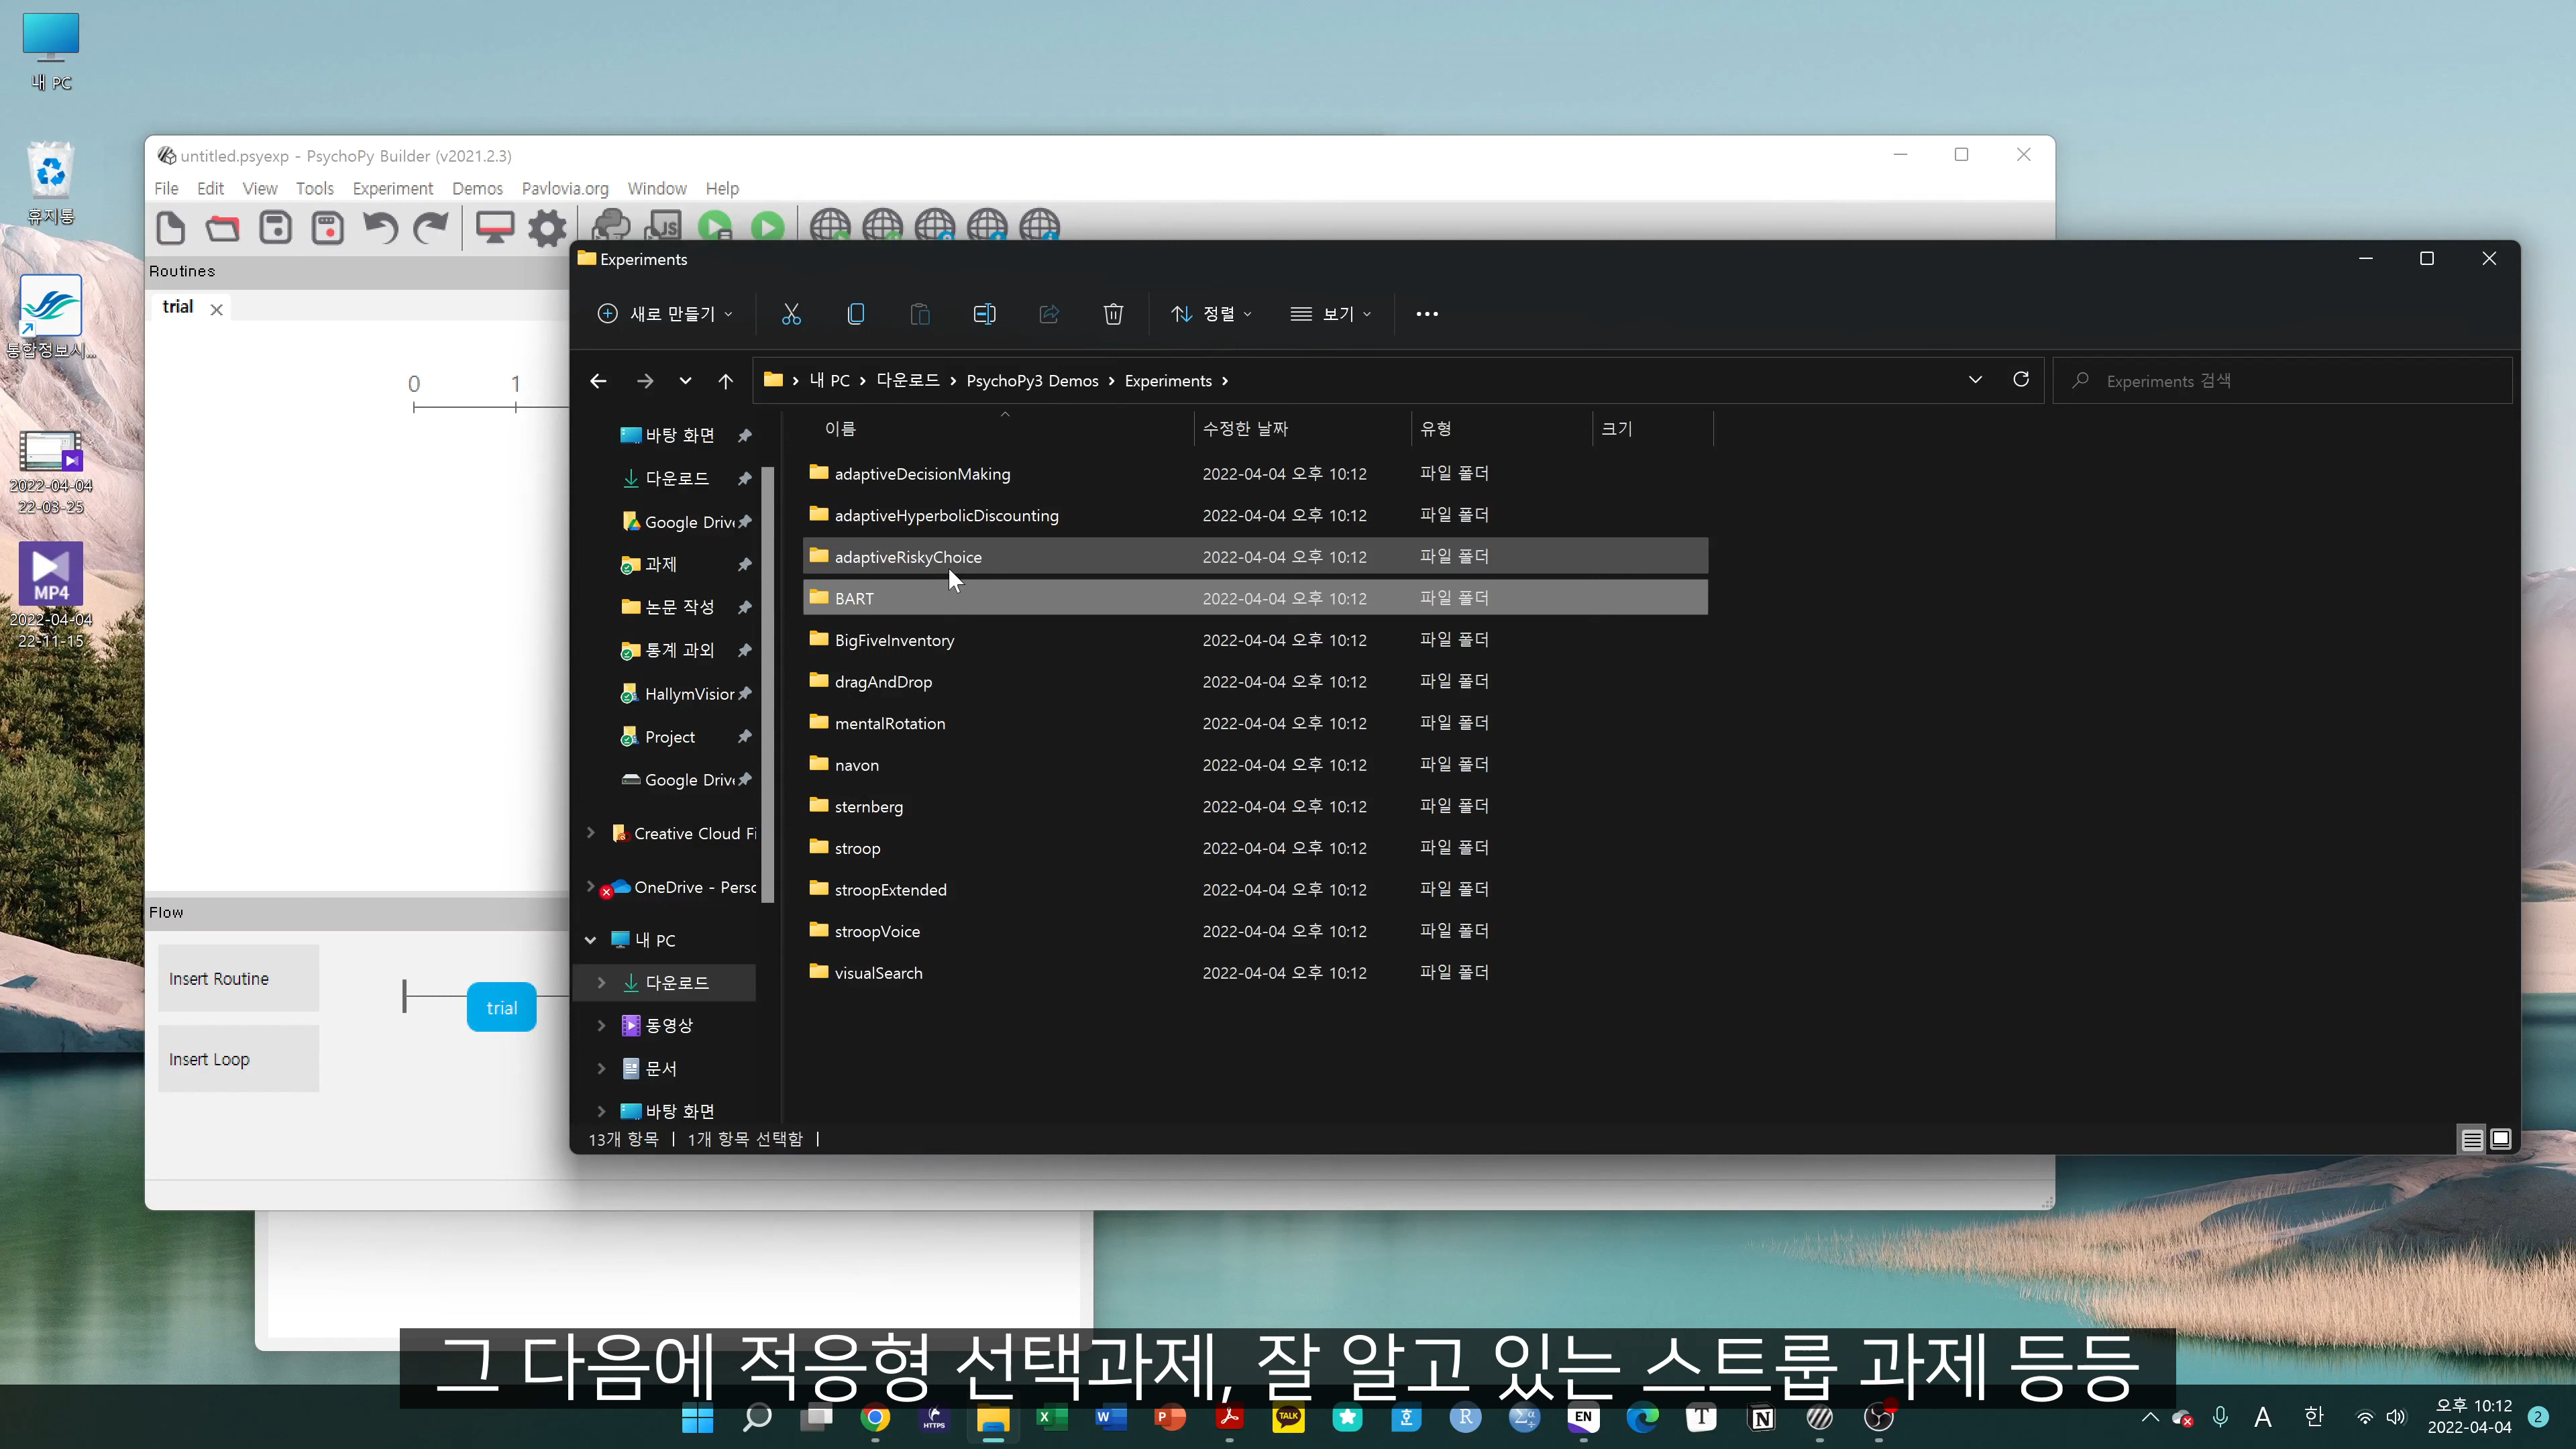 내 PC
휴지통
통합정보시...
2022-04-04
22-03-25
MP4
2022-04-04
22-11-15
untitled.psyexp - PsychoPy Builder (v2021.2.3)
File Edit View Tools Experiment Demos Pavlovia.org Window Help
JS
Routines
trial
0 1
Flow
Insert Routine
Insert Loop
trial
Experiments
새로 만들기
정렬
보기
내 PC > 다운로드 > PsychoPy3 Demos > Experiments >
Experiments 검색
바탕 화면
다운로드
Google Drive
과제
논문 작성
통계 과외
HallymVision
Project
Google Drive
Creative Cloud Fi
OneDrive - Perso
내 PC
다운로드
동영상
문서
바탕 화면
이름 수정한 날짜 유형 크기
adaptiveDecisionMaking 2022-04-04 오후 10:12 파일 폴더
adaptiveHyperbolicDiscounting 2022-04-04 오후 10:12 파일 폴더
adaptiveRiskyChoice 2022-04-04 오후 10:12 파일 폴더
BART 2022-04-04 오후 10:12 파일 폴더
BigFiveInventory 2022-04-04 오후 10:12 파일 폴더
dragAndDrop 2022-04-04 오후 10:12 파일 폴더
mentalRotation 2022-04-04 오후 10:12 파일 폴더
navon 2022-04-04 오후 10:12 파일 폴더
sternberg 2022-04-04 오후 10:12 파일 폴더
stroop 2022-04-04 오후 10:12 파일 폴더
stroopExtended 2022-04-04 오후 10:12 파일 폴더
stroopVoice 2022-04-04 오후 10:12 파일 폴더
visualSearch 2022-04-04 오후 10:12 파일 폴더
13개 항목 | 1개 항목 선택함 |
그 다음에 적응형 선택과제, 잘 알고 있는 스트룹 과제 등등
HTTPS
X
W
P
TALK
R
Σα
EN
T
N
A
한
오후 10:12
2022-04-04
2